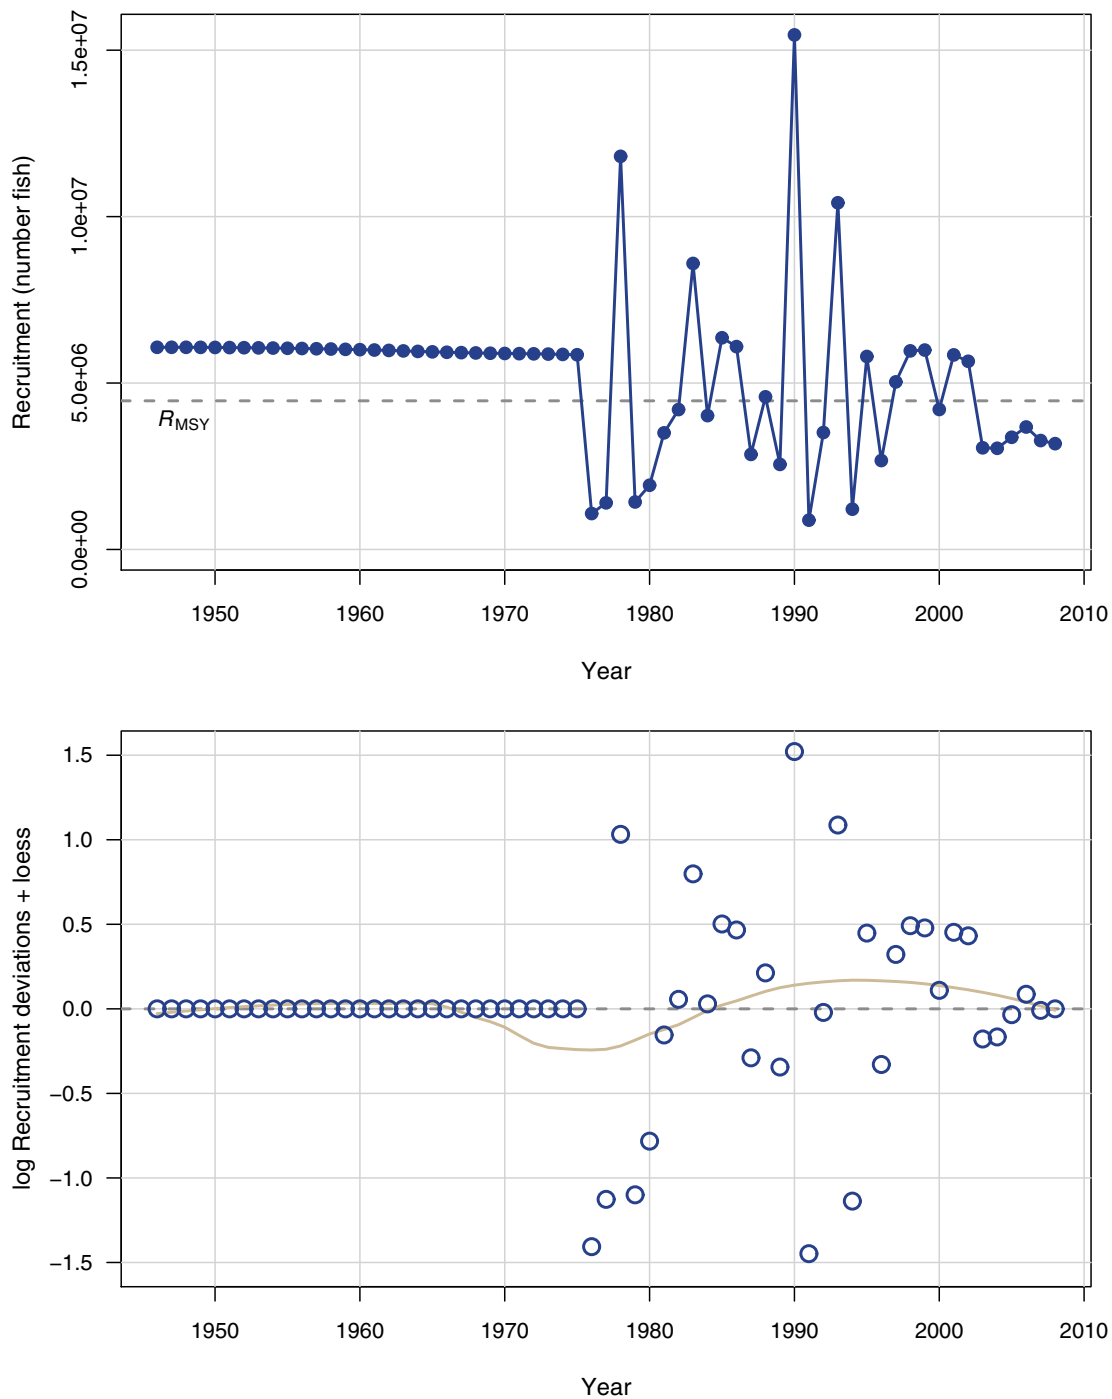 Recruitment (number fish)
1.5e+07
1.0e+07
5.0e+06
0.0e+00
R MSY
1950 1960 1970 1980 1990 2000 2010
Year
log Recruitment deviations + loess
1.5
1.0
0.5
0.0
−0.5
−1.0
−1.5
1950 1960 1970 1980 1990 2000 2010
Year